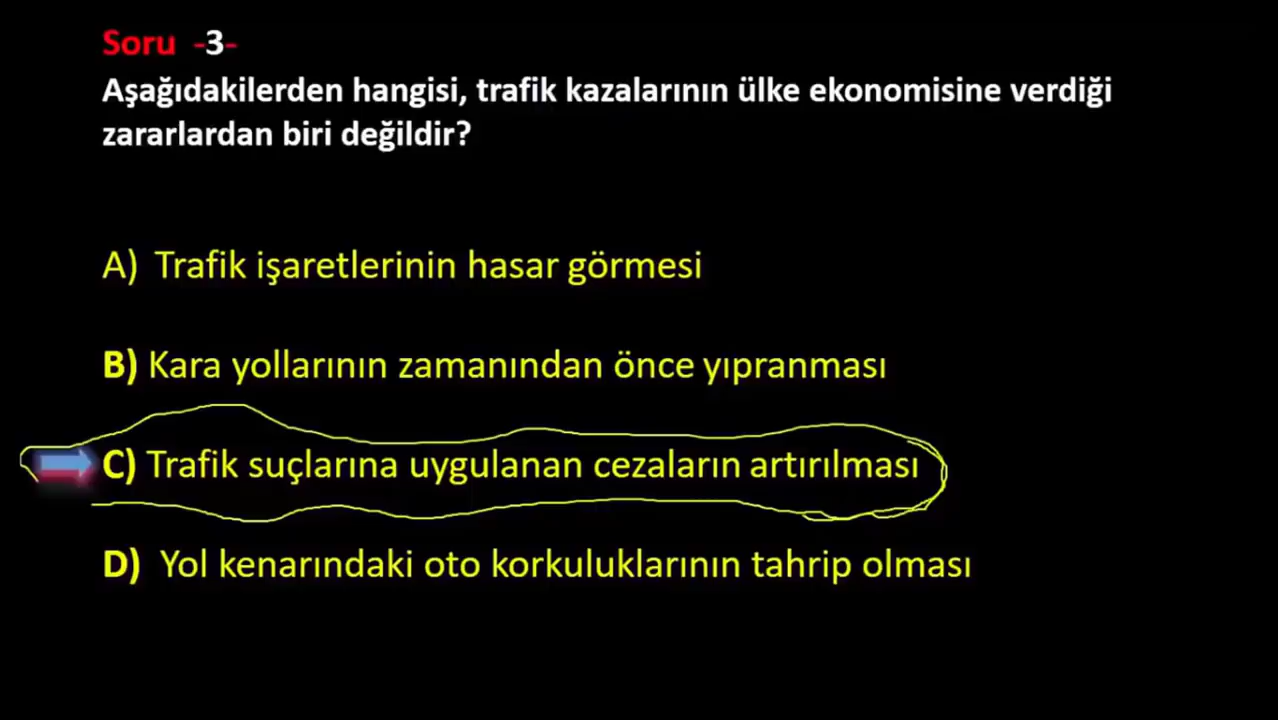 Soru -3-
Aşağıdakilerden hangisi, trafik kazalarının ülke ekonomisine verdiği
zararlardan biri değildir?
A) Trafik işaretlerinin hasar görmesi
B) Kara yollarının zamanından önce yıpranması
C) Trafik suçlarına uygulanan cezaların artırılması
D) Yol kenarındaki oto korkuluklarının tahrip olması